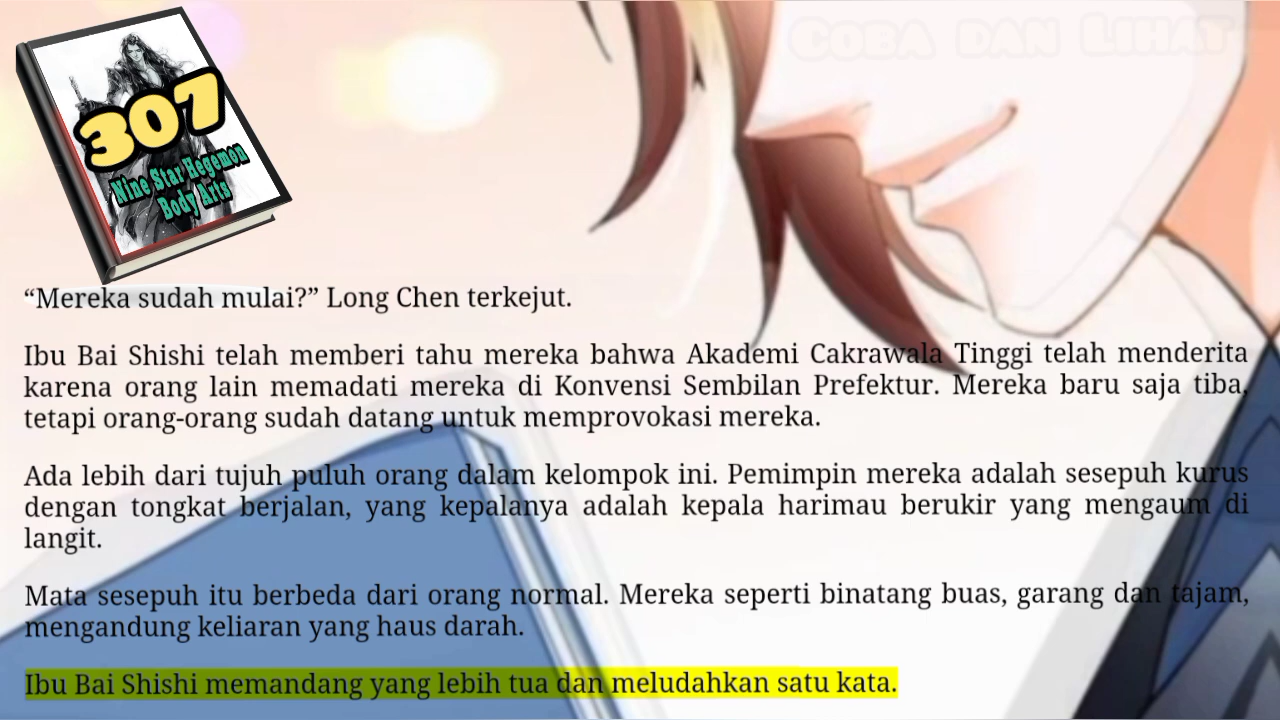 COBA DAN LIHAT
307
Nine Star Hegemon
Body Arts
“Mereka sudah mulai?” Long Chen terkejut.
Ibu Bai Shishi telah memberi tahu mereka bahwa Akademi Cakrawala Tinggi telah menderita
karena orang lain memadati mereka di Konvensi Sembilan Prefektur. Mereka baru saja tiba,
tetapi orang-orang sudah datang untuk memprovokasi mereka.
Ada lebih dari tujuh puluh orang dalam kelompok ini. Pemimpin mereka adalah sesepuh kurus
dengan tongkat berjalan, yang kepalanya adalah kepala harimau berukir yang mengaum di
langit.
Mata sesepuh itu berbeda dari orang normal. Mereka seperti binatang buas, garang dan tajam,
mengandung keliaran yang haus darah.
Ibu Bai Shishi memandang yang lebih tua dan meludahkan satu kata.